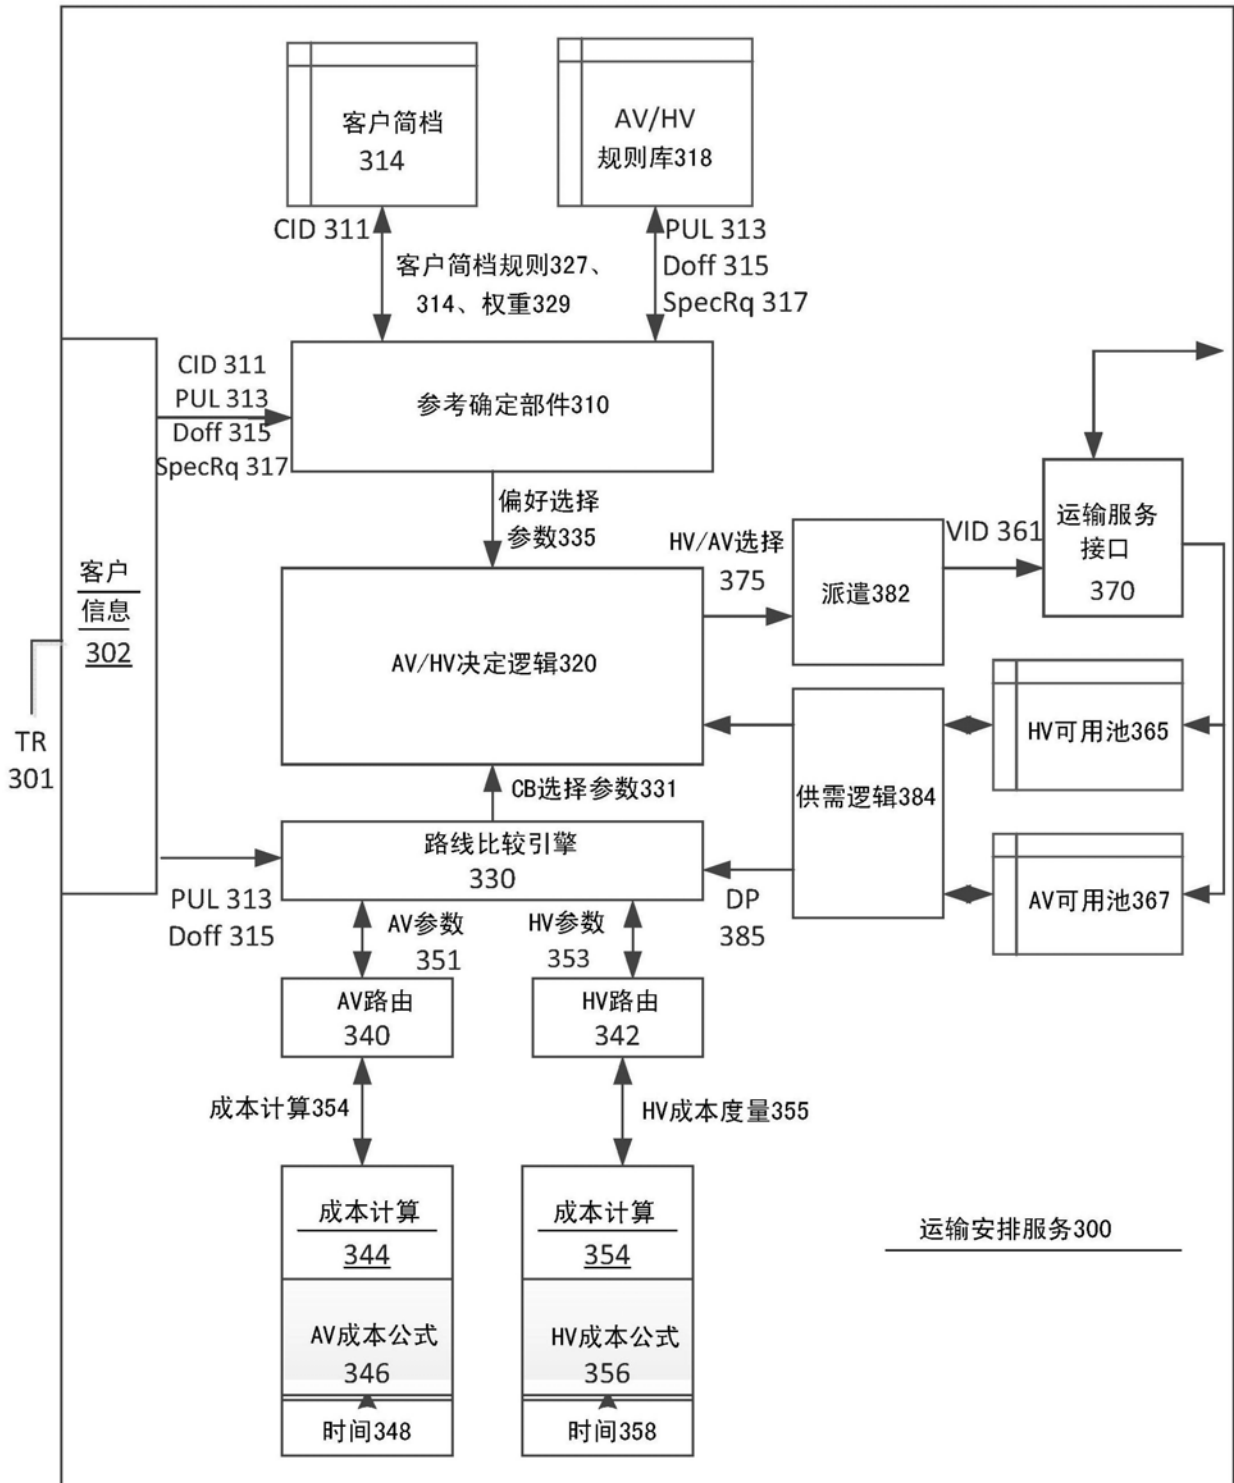 客户简档
314
AV/HV
规则库318
CID 311
客户简档规则327、
314、权重329
PUL 313
Doff 315
SpecRq 317
CID 311
PUL 313
Doff 315
SpecRq 317
参考确定部件310
偏好选择
参数335
客户
信息
302
TR
301
AV/HV决定逻辑320
HV/AV选择
375
派遣382
VID 361
运输服务
接口
370
HV可用池365
供需逻辑384
AV可用池367
CB选择参数331
路线比较引擎
330
PUL 313
Doff 315
DP
385
AV参数
351
HV参数
353
AV路由
340
HV路由
342
成本计算354
HV成本度量355
成本计算
344
AV成本公式
346
时间348
成本计算
354
HV成本公式
356
时间358
运输安排服务300